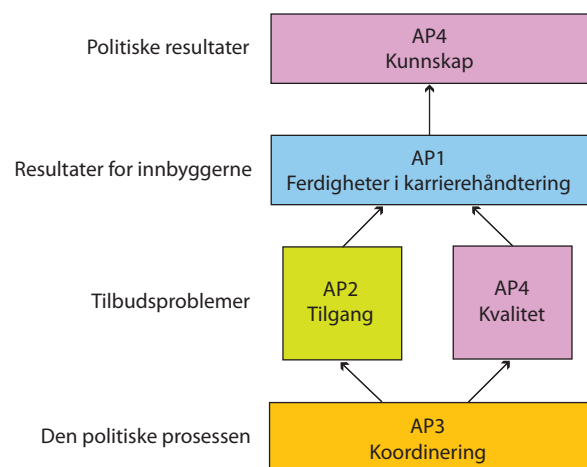 Politiske resultater
AP4
Kunnskap
Resultater for innbyggerne
AP1
Ferdigheter i karrierehåndtering
Tilbudsproblemer
AP2
Tilgang
AP4
Kvalitet
Den politiske prosessen
AP3
Koordinering